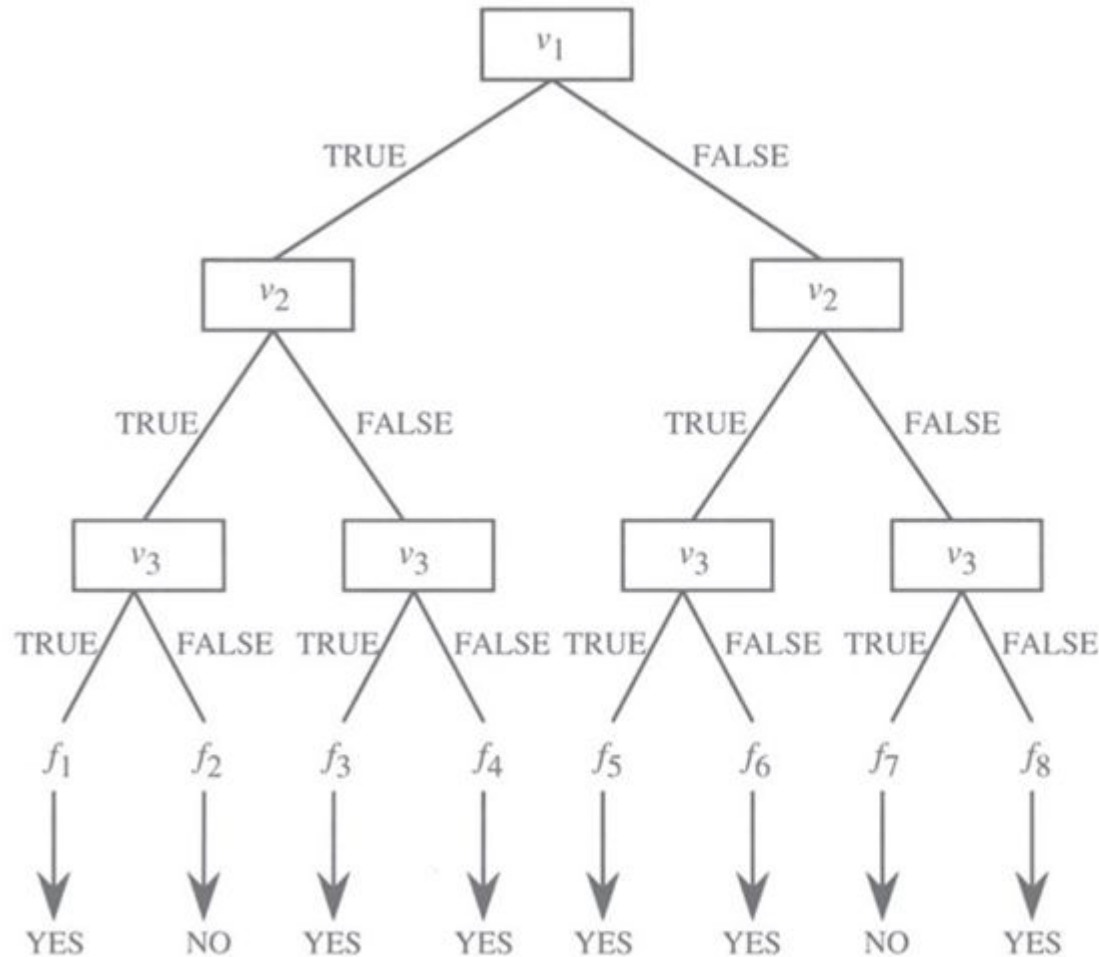 v1
TRUE FALSE
v2 v2
TRUE FALSE TRUE FALSE
v3 v3 v3 v3
TRUE FALSE TRUE FALSE TRUE FALSE TRUE FALSE
f1 f2 f3 f4 f5 f6 f7 f8
YES NO YES YES YES YES NO YES